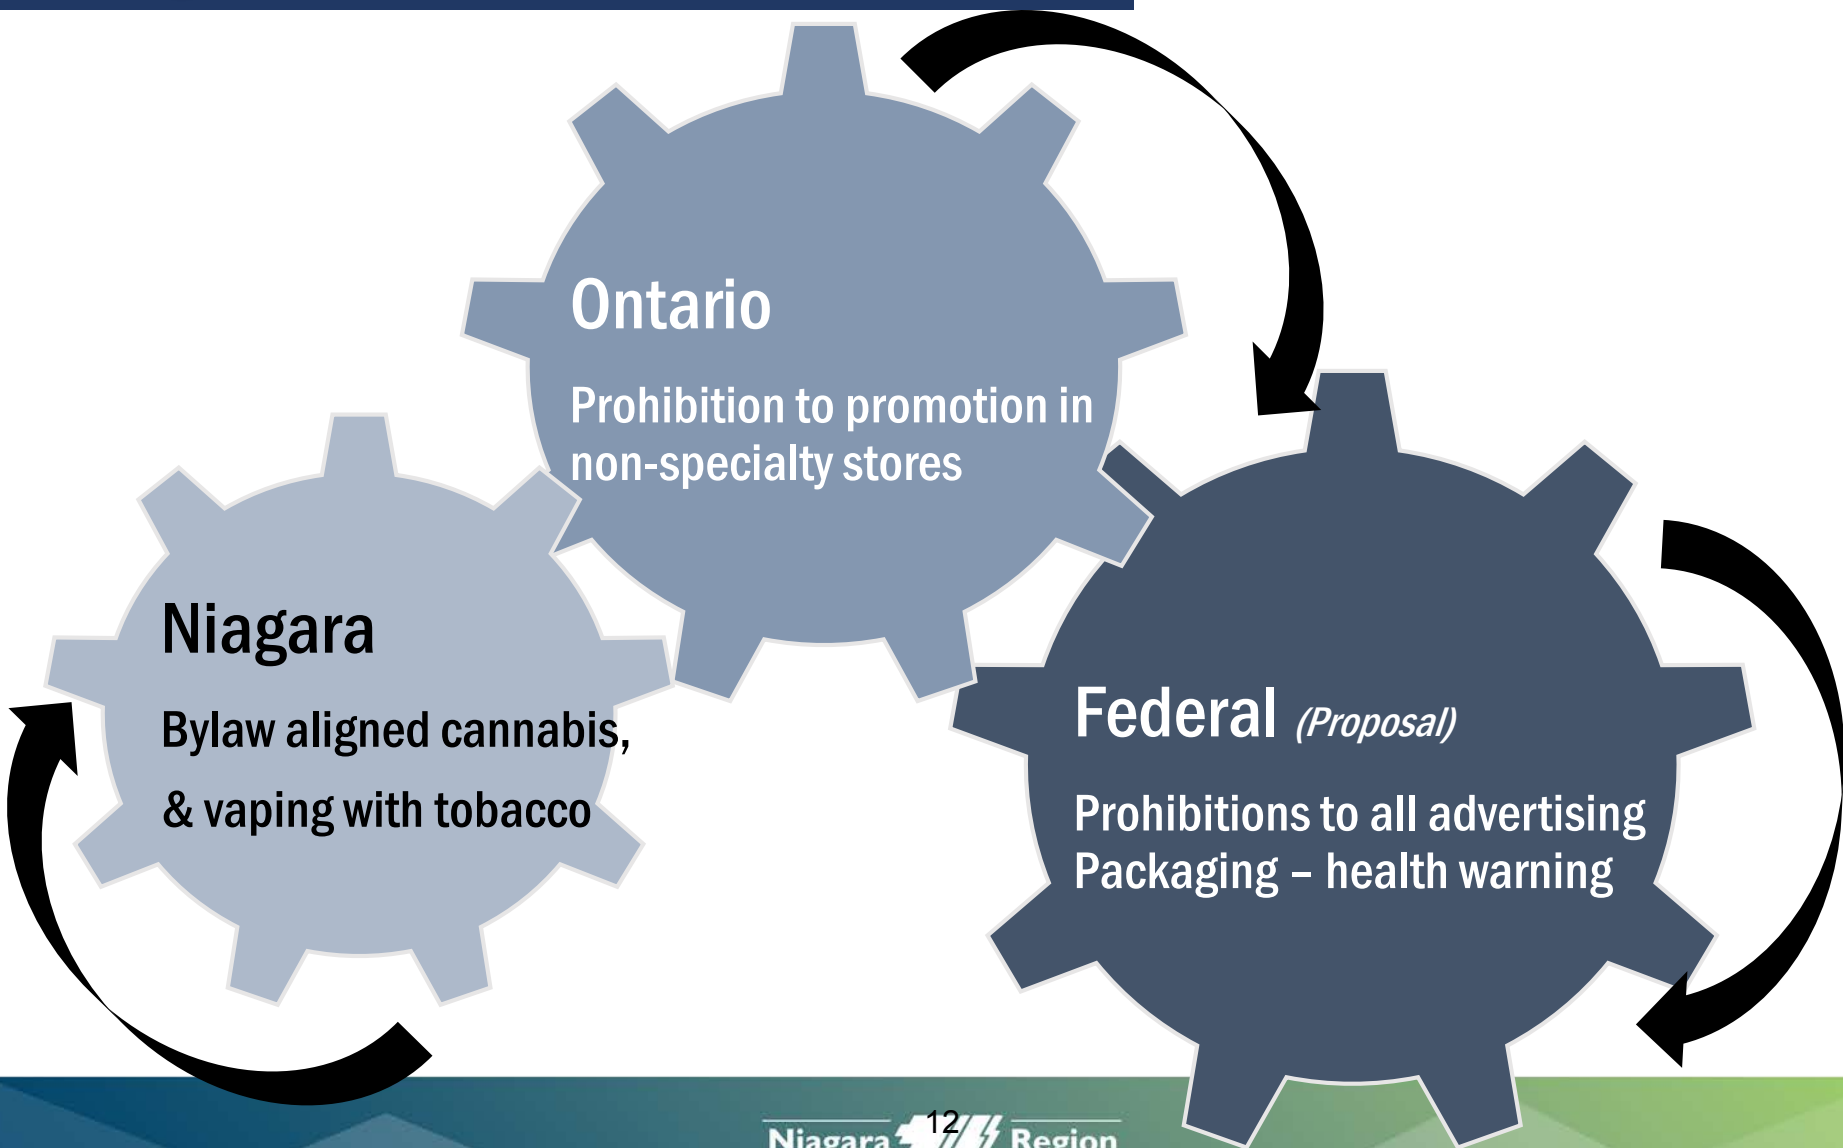 Ontario
Prohibition to promotion in
non-specialty stores
Niagara
Bylaw aligned cannabis,
& vaping with tobacco
Federal (Proposal)
Prohibitions to all advertising
Packaging – health warning
12
Niagara Region